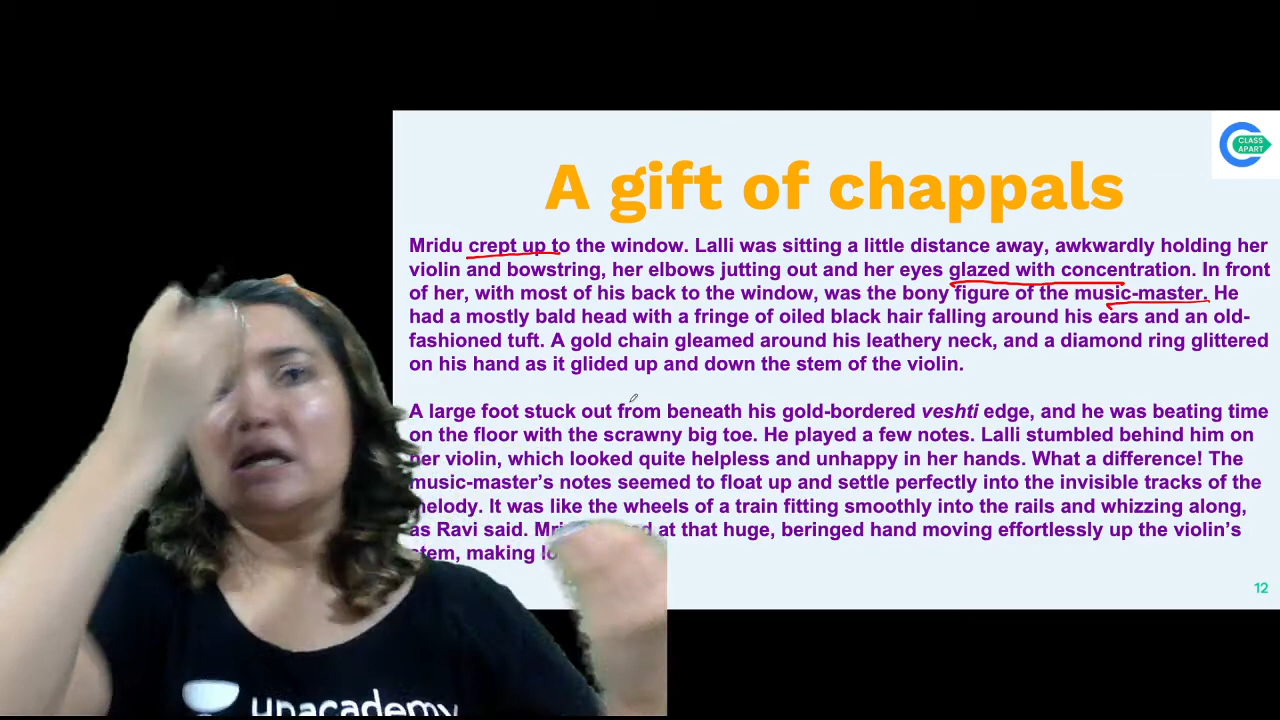 CLASS
APART
A gift of chappals
Mridu crept up to the window. Lalli was sitting a little distance away, awkwardly holding her
violin and bowstring, her elbows jutting out and her eyes glazed with concentration. In front
of her, with most of his back to the window, was the bony figure of the music-master. He
had a mostly bald head with a fringe of oiled black hair falling around his ears and an old-
fashioned tuft. A gold chain gleamed around his leathery neck, and a diamond ring glittered
on his hand as it glided up and down the stem of the violin.
A large foot stuck out from beneath his gold-bordered veshti edge, and he was beating time
on the floor with the scrawny big toe. He played a few notes. Lalli stumbled behind him on
her violin, which looked quite helpless and unhappy in her hands. What a difference! The
music-master's notes seemed to float up and settle perfectly into the invisible tracks of the
melody. It was like the wheels of a train fitting smoothly into the rails and whizzing along,
as Ravi said. at that huge, beringed hand moving effortlessly up the violin's
stem, making
12
unacademy